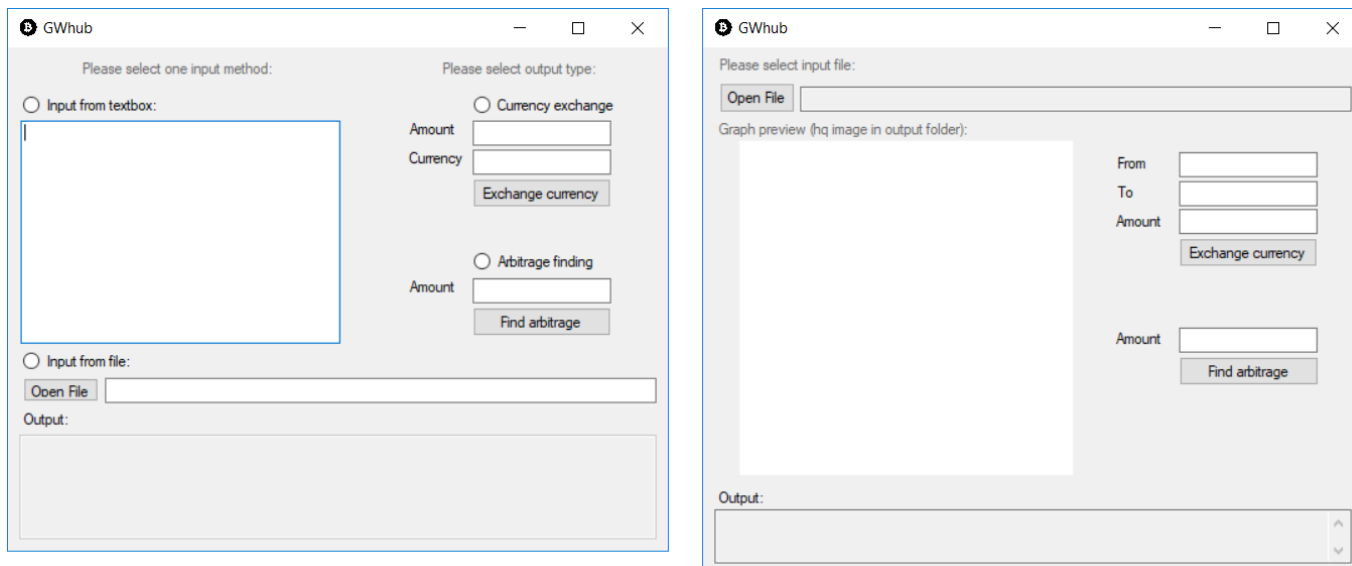 GWhub
Please select one input method:
Please select output type:
Input from textbox:
Currency exchange
Amount
Currency
Exchange currency
Arbitrage finding
Amount
Find arbitrage
Input from file:
Open File
Output:
GWhub
Please select input file:
Open File
Graph preview (hq image in output folder):
From
To
Amount
Exchange currency
Amount
Find arbitrage
Output: